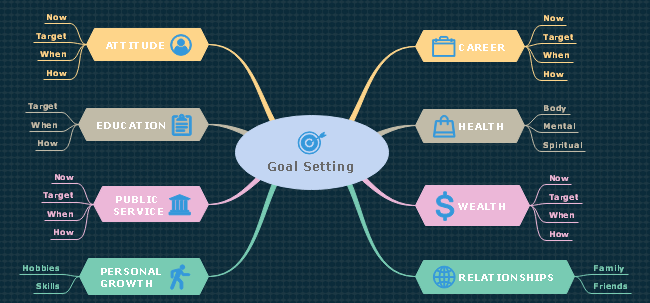 Now
Target
When
How
ATTITUDE
Target
When
How
EDUCATION
Now
Target
When
How
PUBLIC
SERVICE
Hobbies
Skills
PERSONAL
GROWTH
Goal Setting
CAREER
Now
Target
When
How
HEALTH
Body
Mental
Spiritual
WEALTH
Now
Target
When
How
RELATIONSHIPS
Family
Friends